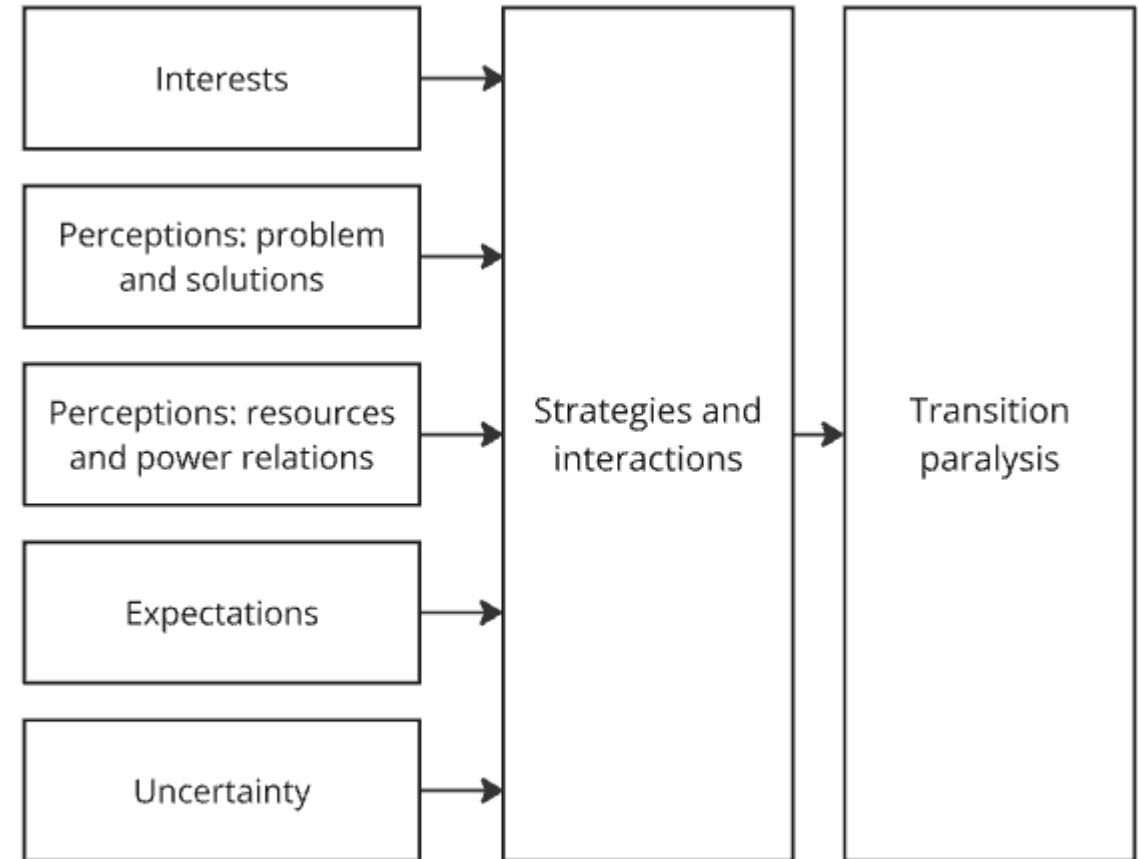 Interests
Perceptions: problem
and solutions
Perceptions: resources
and power relations
Expectations
Uncertainty
Strategies and
interactions
Transition
paralysis